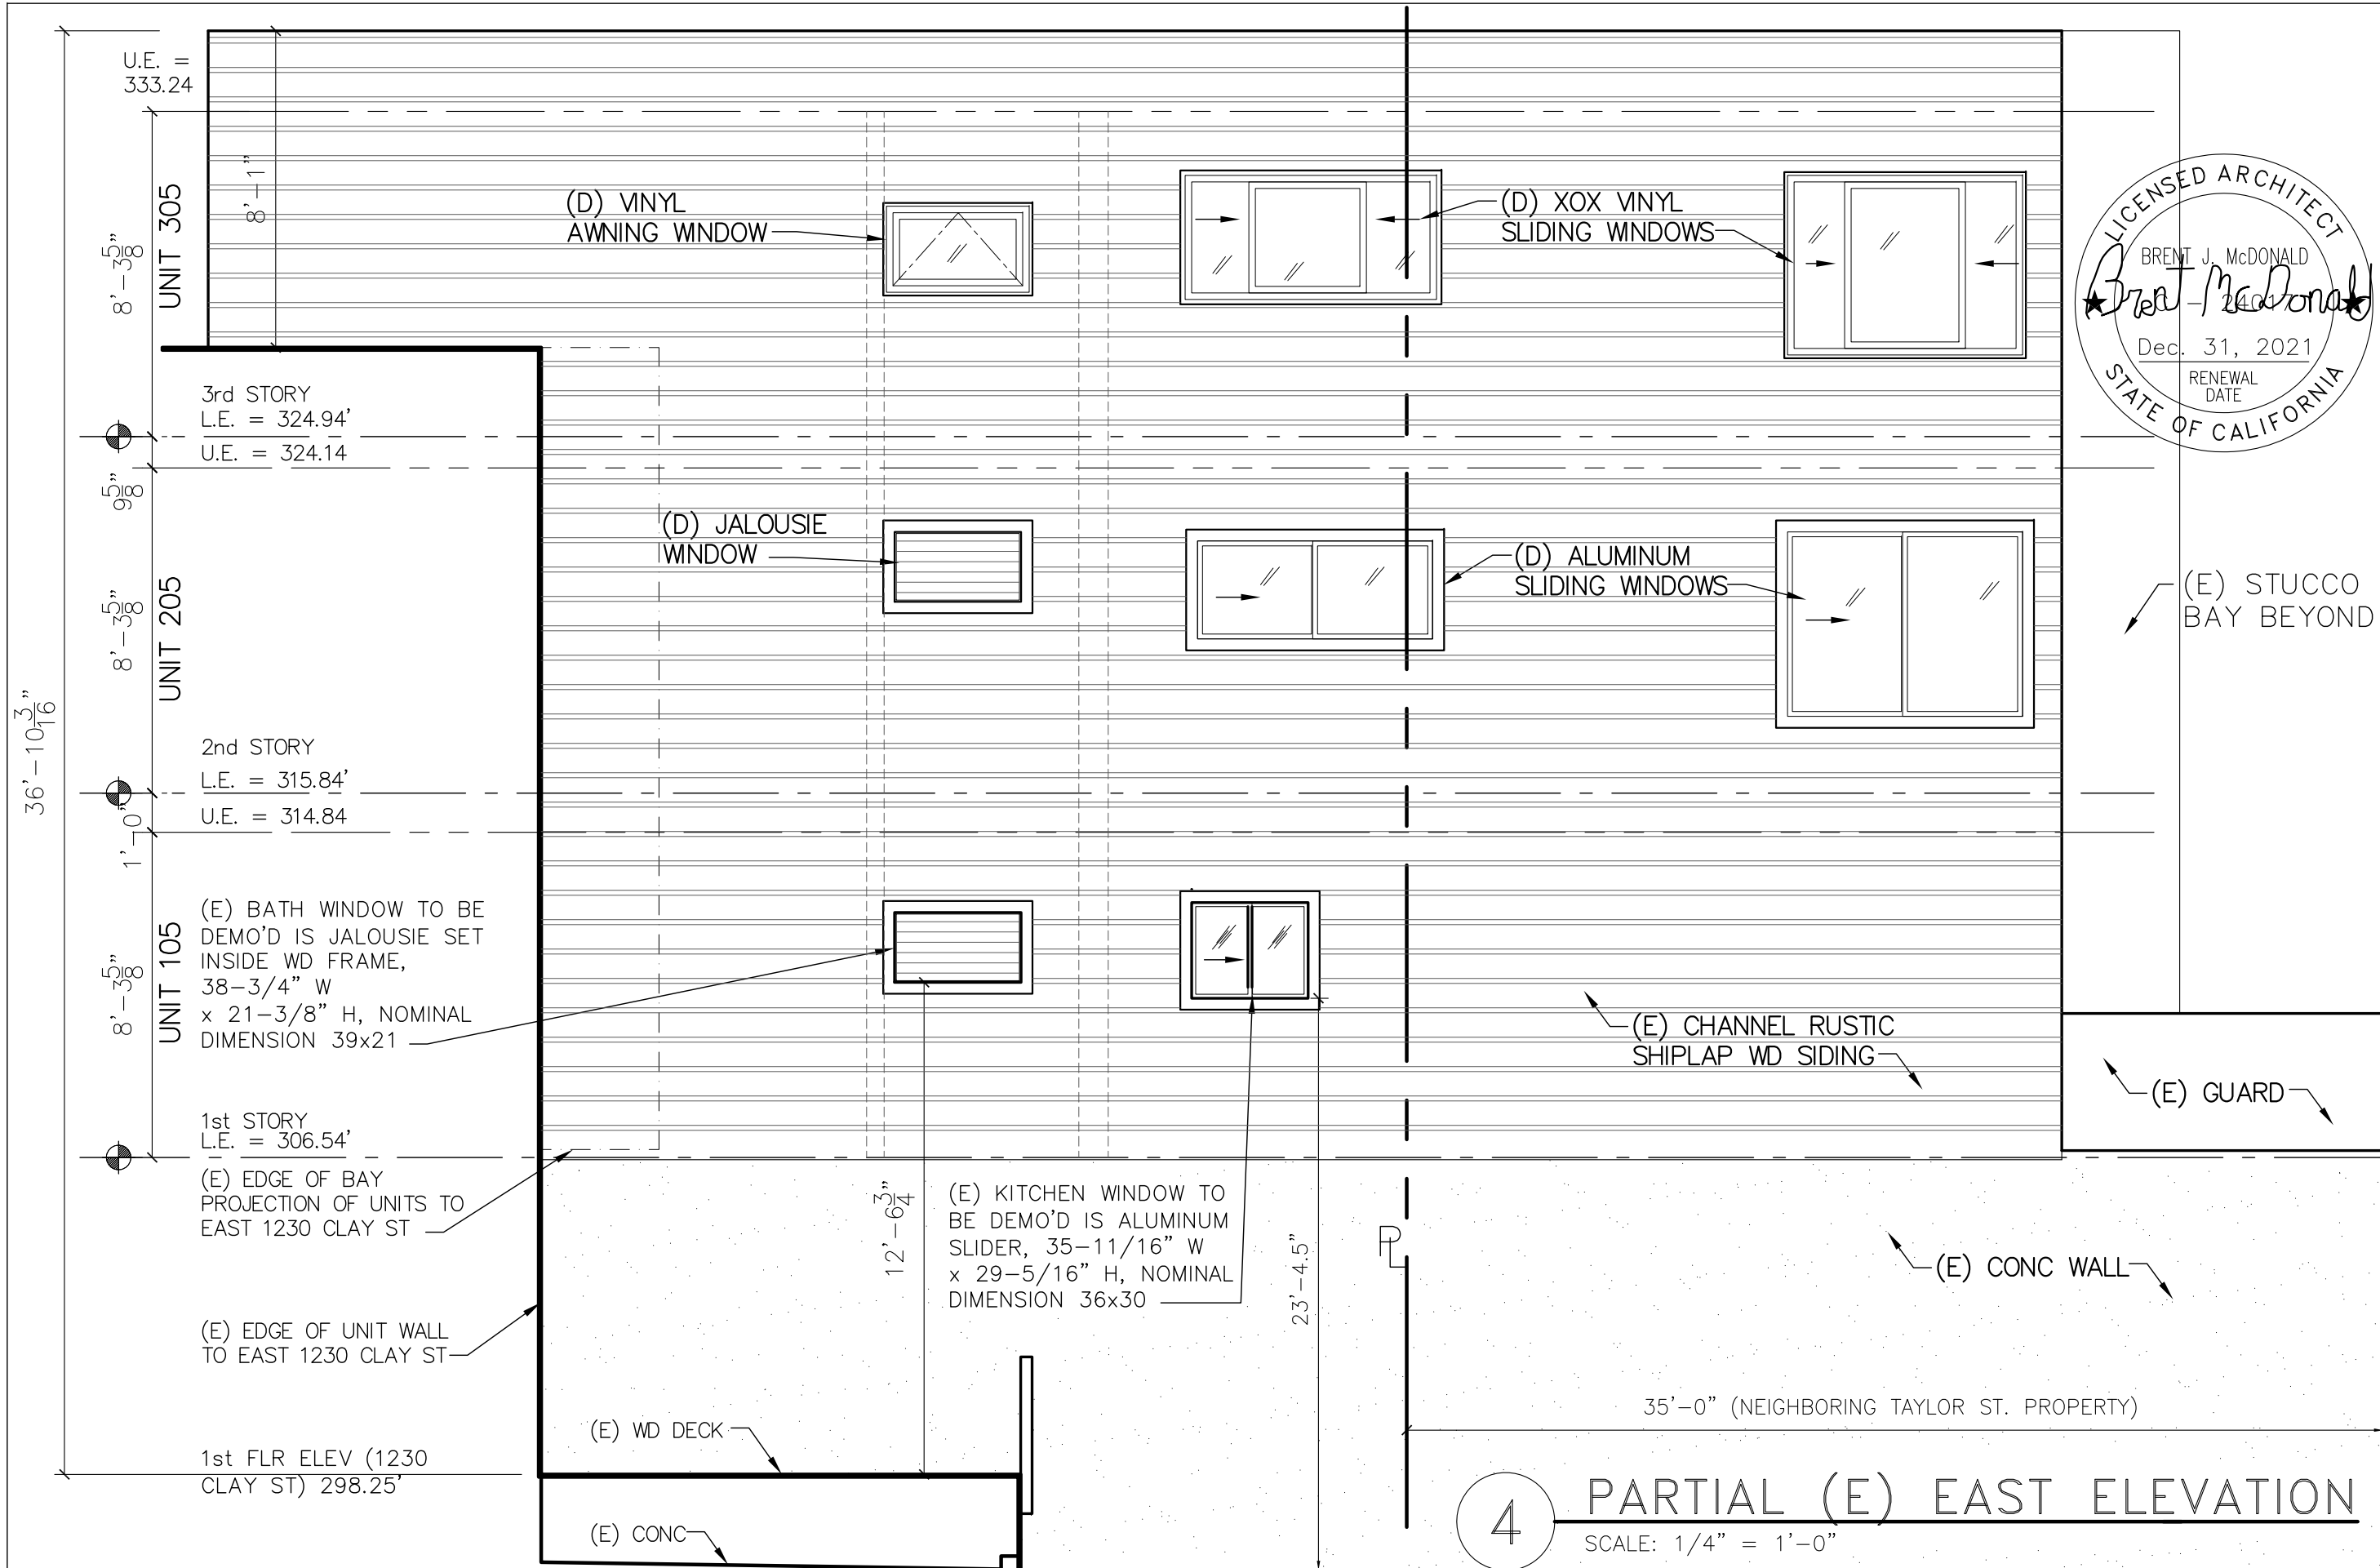 U.E. =
333.24
8'-1"
8'-3 5/8"
UNIT 305
(D) VINYL
AWNING WINDOW
(D) XOX VINYL
SLIDING WINDOWS
LICENSED ARCHITECT
BRENT J. McDONALD
Brent McDonald
Dec. 31, 2021
RENEWAL
DATE
STATE OF CALIFORNIA
3rd STORY
L.E. = 324.94'
U.E. = 324.14
9 5/8"
8'-3 5/8"
UNIT 205
(D) JALOUSIE
WINDOW
(D) ALUMINUM
SLIDING WINDOWS
(E) STUCCO
BAY BEYOND
36'-10 3/16"
2nd STORY
L.E. = 315.84'
U.E. = 314.84
1'-0"
8'-3 5/8"
UNIT 105
(E) BATH WINDOW TO BE
DEMO'D IS JALOUSIE SET
INSIDE WD FRAME,
38-3/4" W
x 21-3/8" H, NOMINAL
DIMENSION 39x21
(E) CHANNEL RUSTIC
SHIPLAP WD SIDING
(E) GUARD
1st STORY
L.E. = 306.54'
(E) EDGE OF BAY
PROJECTION OF UNITS TO
EAST 1230 CLAY ST
12'-6 3/4"
(E) KITCHEN WINDOW TO
BE DEMO'D IS ALUMINUM
SLIDER, 35-11/16" W
x 29-5/16" H, NOMINAL
DIMENSION 36x30
23'-4.5"
PL
(E) CONC WALL
(E) EDGE OF UNIT WALL
TO EAST 1230 CLAY ST
35'-0" (NEIGHBORING TAYLOR ST. PROPERTY)
(E) WD DECK
1st FLR ELEV (1230
CLAY ST) 298.25'
(E) CONC
4
PARTIAL (E) EAST ELEVATION
SCALE: 1/4" = 1'-0"